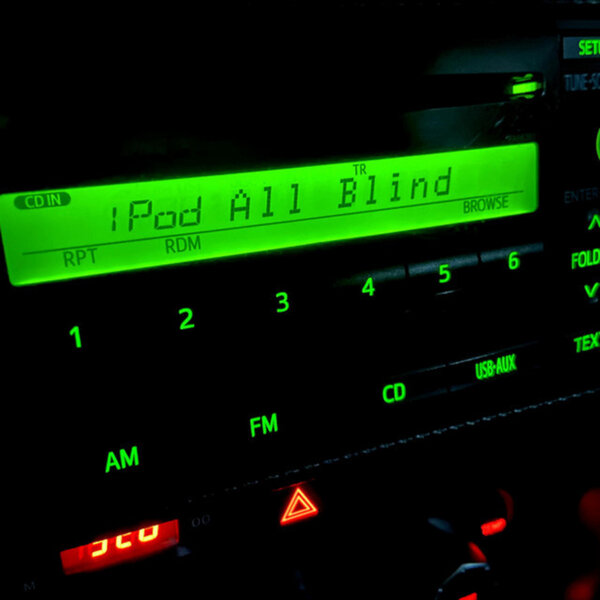 SET
TUNE·SC
CD IN
iPod All Blind
TR
RPT
RDM
BROWSE
ENTER
FOLD
1
2
3
4
5
6
TEX
CD
USB·AUX
AM
FM